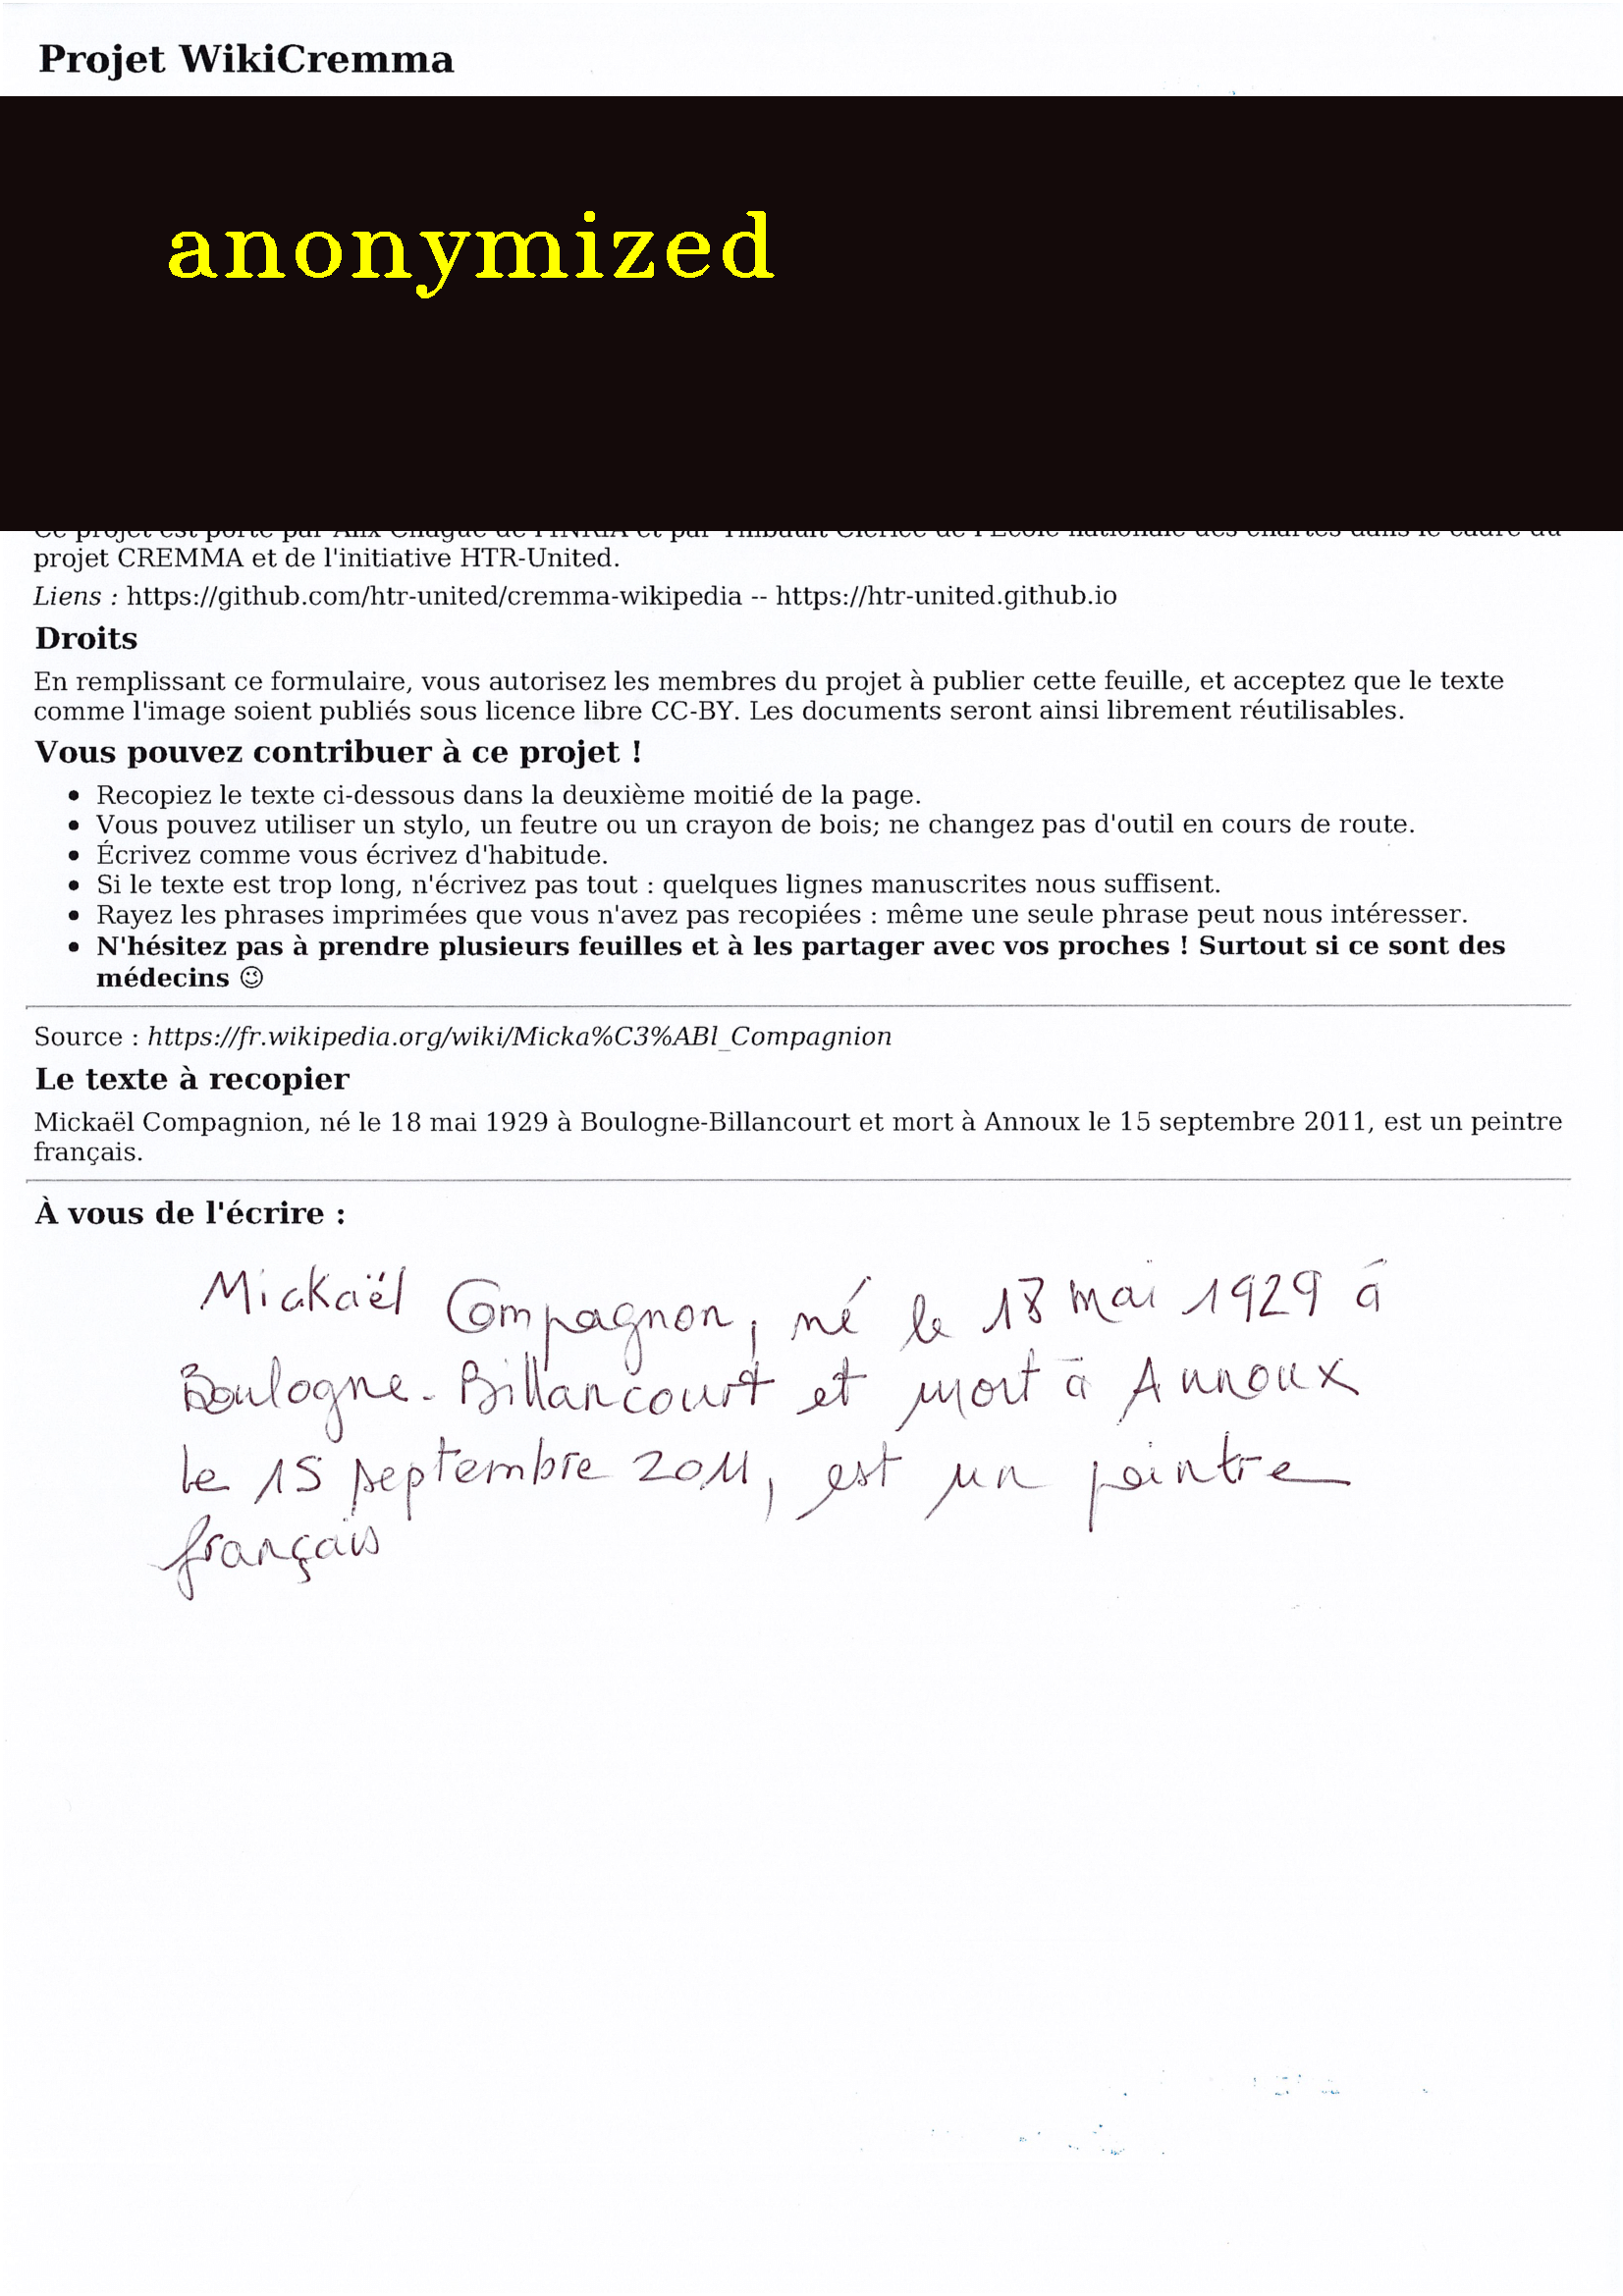 Projet WikiCremma
anonymized
projet CREMMA et de l'initiative HTR-United.
Liens : https://github.com/htr-united/cremma-wikipedia -- https://htr-united.github.io
Droits
En remplissant ce formulaire, vous autorisez les membres du projet à publier cette feuille, et acceptez que le texte
comme l'image soient publiés sous licence libre CC-BY. Les documents seront ainsi librement réutilisables.
Vous pouvez contribuer à ce projet !
• Recopiez le texte ci-dessous dans la deuxième moitié de la page.
• Vous pouvez utiliser un stylo, un feutre ou un crayon de bois; ne changez pas d'outil en cours de route.
• Écrivez comme vous écrivez d'habitude.
• Si le texte est trop long, n'écrivez pas tout : quelques lignes manuscrites nous suffisent.
• Rayez les phrases imprimées que vous n'avez pas recopiées : même une seule phrase peut nous intéresser.
• N'hésitez pas à prendre plusieurs feuilles et à les partager avec vos proches ! Surtout si ce sont des
médecins 😉
Source : https://fr.wikipedia.org/wiki/Micka%C3%ABl_Compagnion
Le texte à recopier
Mickaël Compagnion, né le 18 mai 1929 à Boulogne-Billancourt et mort à Annoux le 15 septembre 2011, est un peintre
français.
À vous de l'écrire :
Mickaël Compagnon, né le 18 mai 1929 à
Boulogne-Billancourt et mort à Annoux
le 15 septembre 2011, est un peintre
français